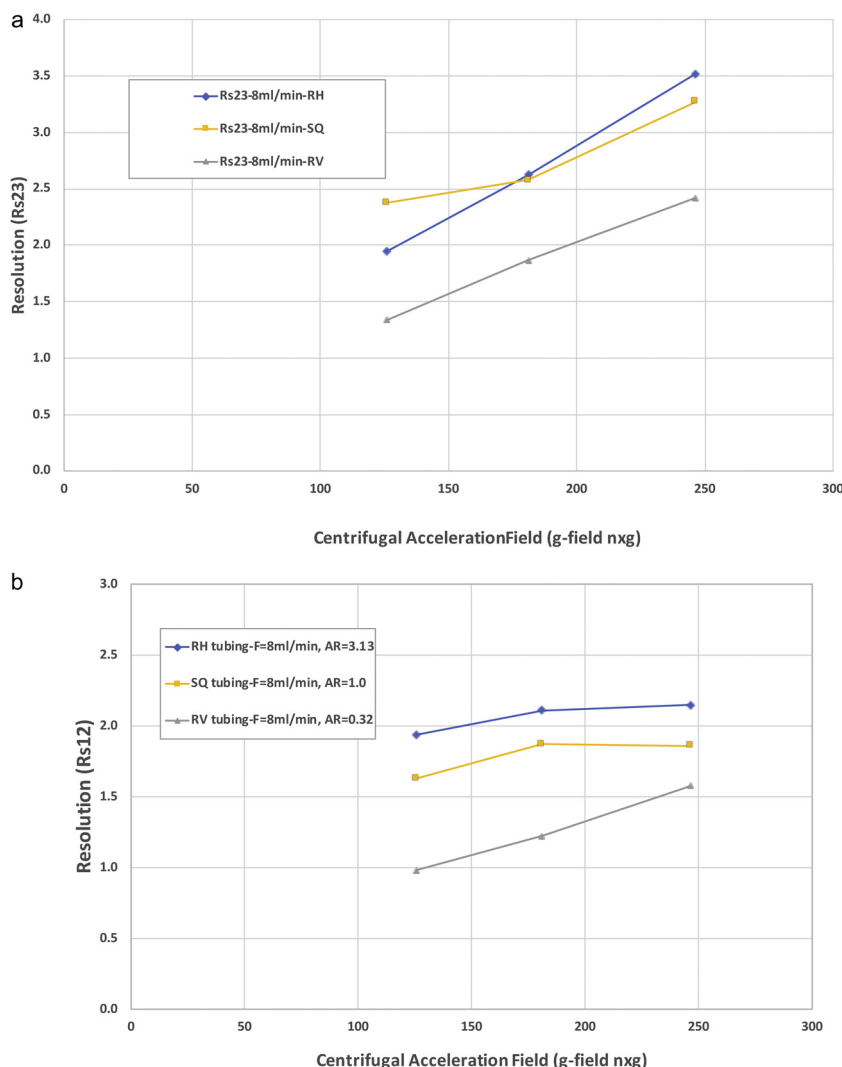 a
4.0
3.5
3.0
2.5
2.0
1.5
1.0
0.5
0.0
Resolution (Rs23)
Rs23-8ml/min-RH
Rs23-8ml/min-SQ
Rs23-8ml/min-RV
0
50
100
150
200
250
300
Centrifugal AccelerationField (g-field nxg)
b
3.0
2.5
2.0
1.5
1.0
0.5
0.0
Resolution (Rs12)
RH tubing-F=8ml/min, AR=3.13
SQ tubing-F=8ml/min, AR=1.0
RV tubing-F=8ml/min, AR=0.32
0
50
100
150
200
250
300
Centrifugal Acceleration Field (g-field nxg)